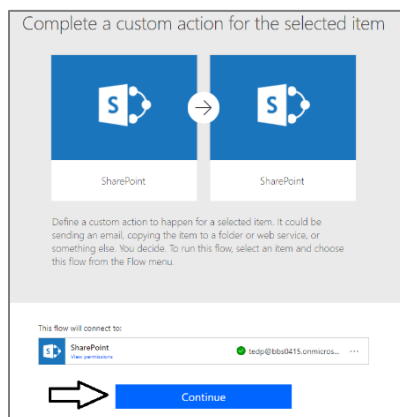 Complete a custom action for the selected item
S
S
SharePoint
SharePoint
Define a custom action to happen for a selected item. It could be
sending an email, copying the item to a folder or web service, or
something else. You decide. To run this flow, select an item and choose
this flow from the Flow menu.
This flow will connect to:
S
SharePoint
View permissions
tedp@bbs0415.onmicros...
Continue